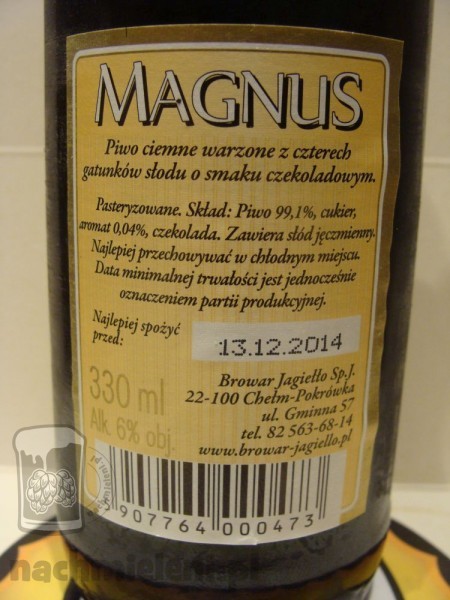 MAGNUS
Piwo ciemne warzone z czterech
gatunków słodu o smaku czekoladowym.
Pasteryzowane. Skład: Piwo 99,1%, cukier,
aromat 0,04%, czekolada. Zawiera słód jęczmienny.
Najlepiej przechowywać w chłodnym miejscu.
Data minimalnej trwałości jest jednocześnie
oznaczeniem partii produkcyjnej.
Najlepiej spożyć
przed:
13.12.2014
330 ml
Alk. 6% obj.
Browar Jagiełło Sp.J.
22-100 Chełm-Pokrówka
ul. Gminna 57
tel. 82 563-68-14
www.browar-jagiello.pl
907764 000473
nachmieleni.pl